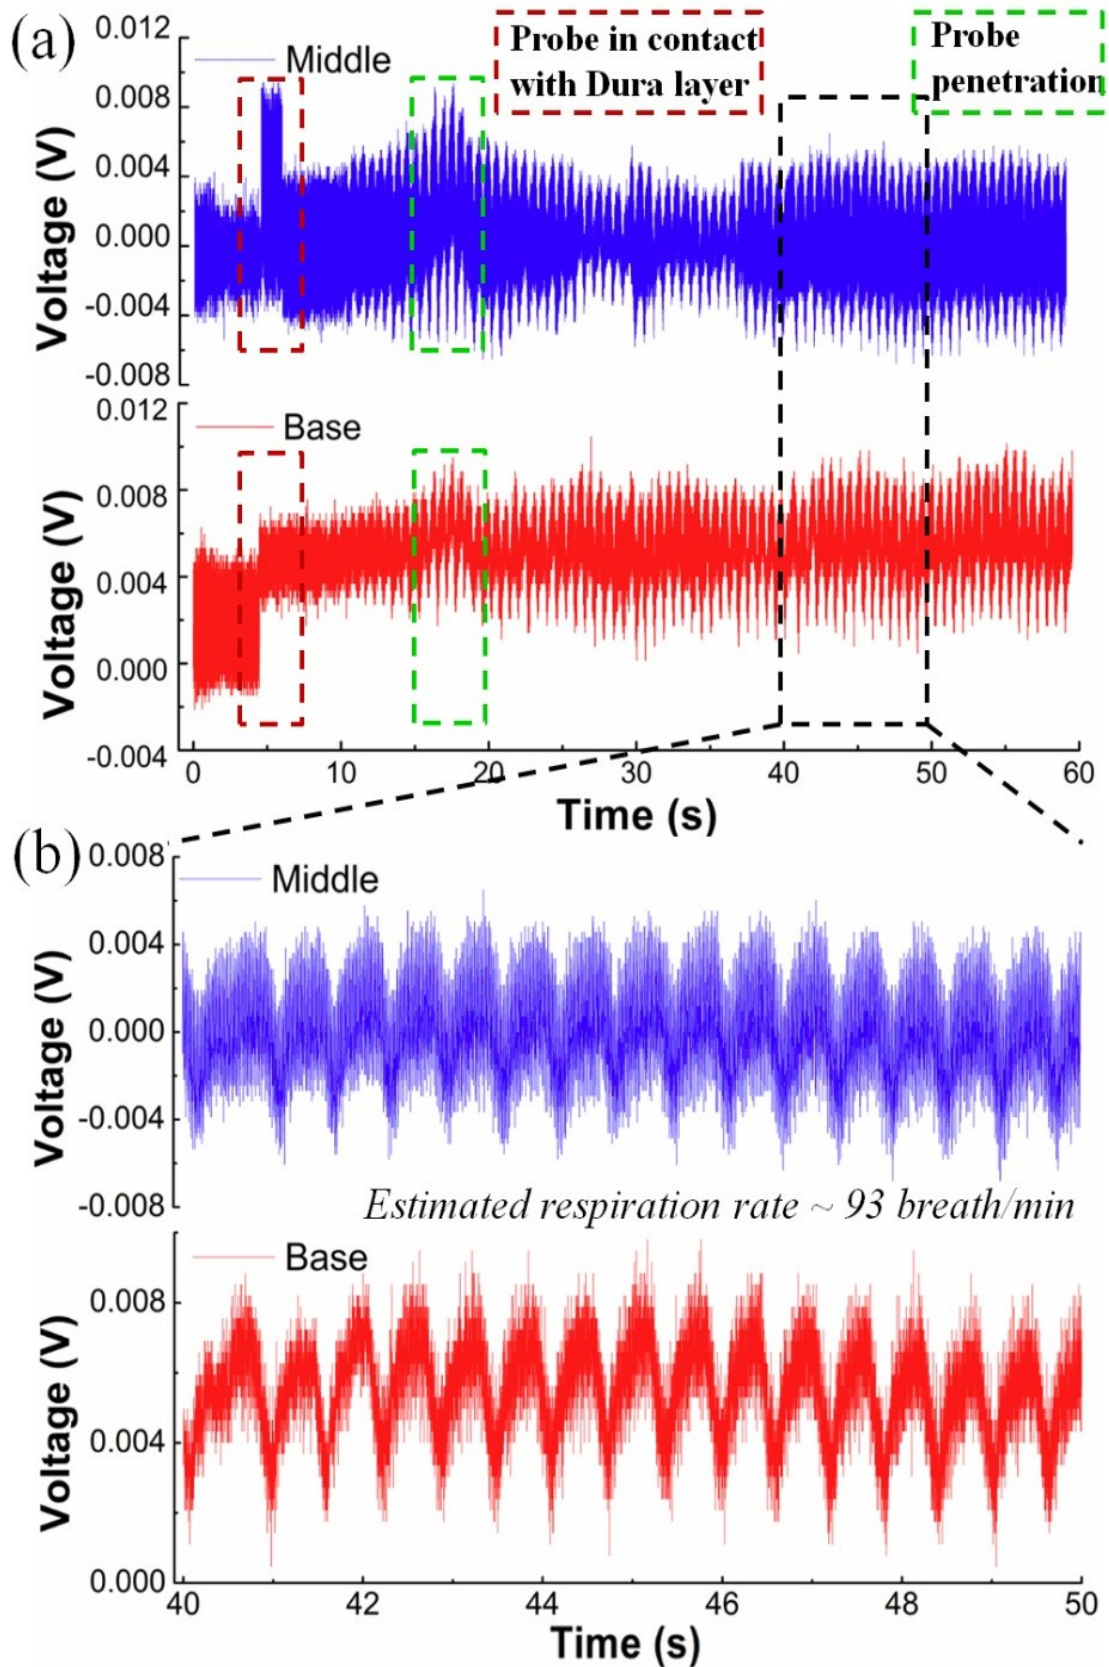 (a)
Probe in contact
with Dura layer
Probe
penetration
Middle
0.012
0.008
0.004
0.000
-0.004
-0.008
Voltage (V)
Base
0.012
0.008
0.004
0.000
-0.004
Voltage (V)
0 10 20 30 40 50 60
Time (s)
(b)
Middle
0.008
0.004
0.000
-0.004
-0.008
Voltage (V)
Estimated respiration rate ~ 93 breath/min
Base
0.008
0.004
0.000
Voltage (V)
40 42 44 46 48 50
Time (s)